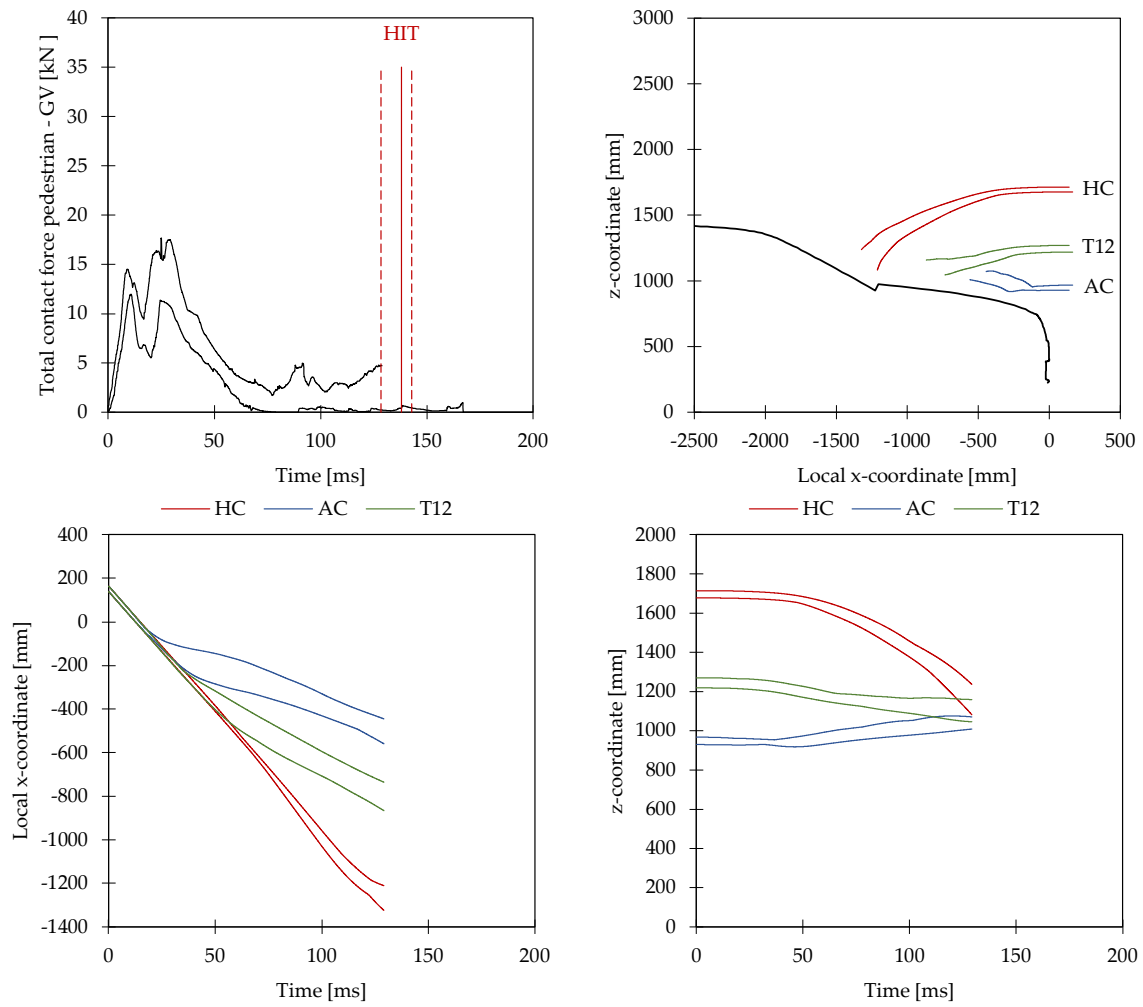 Total contact force pedestrian - GV [kN]
40
35
30
25
20
15
10
5
0
HIT
0 50 100 150 200
Time [ms]
z-coordinate [mm]
3000
2500
2000
1500
1000
500
0
HC
T12
AC
-2500 -2000 -1500 -1000 -500 0 500
Local x-coordinate [mm]
HC AC T12
Local x-coordinate [mm]
400
200
0
-200
-400
-600
-800
-1000
-1200
-1400
0 50 100 150 200
Time [ms]
HC AC T12
z-coordinate [mm]
2000
1800
1600
1400
1200
1000
800
600
400
200
0
0 50 100 150 200
Time [ms]